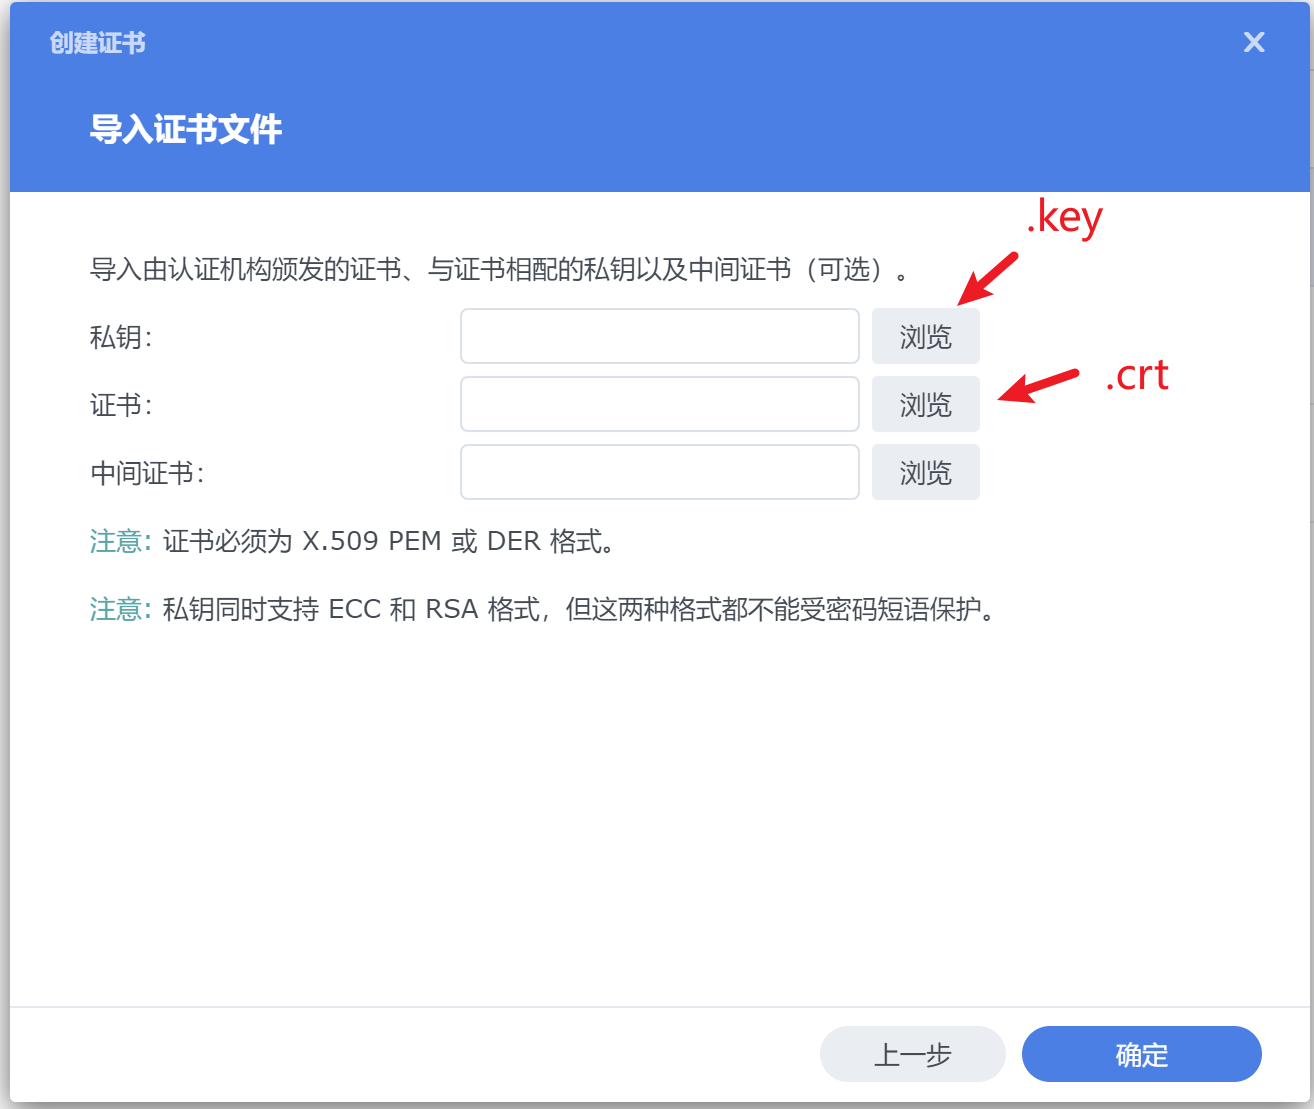 创建证书
导入证书文件
.key
导入由认证机构颁发的证书、与证书相配的私钥以及中间证书（可选）。
私钥：
浏览
.crt
证书：
浏览
中间证书：
浏览
注意: 证书必须为 X.509 PEM 或 DER 格式。
注意: 私钥同时支持 ECC 和 RSA 格式，但这两种格式都不能受密码短语保护。
上一步
确定